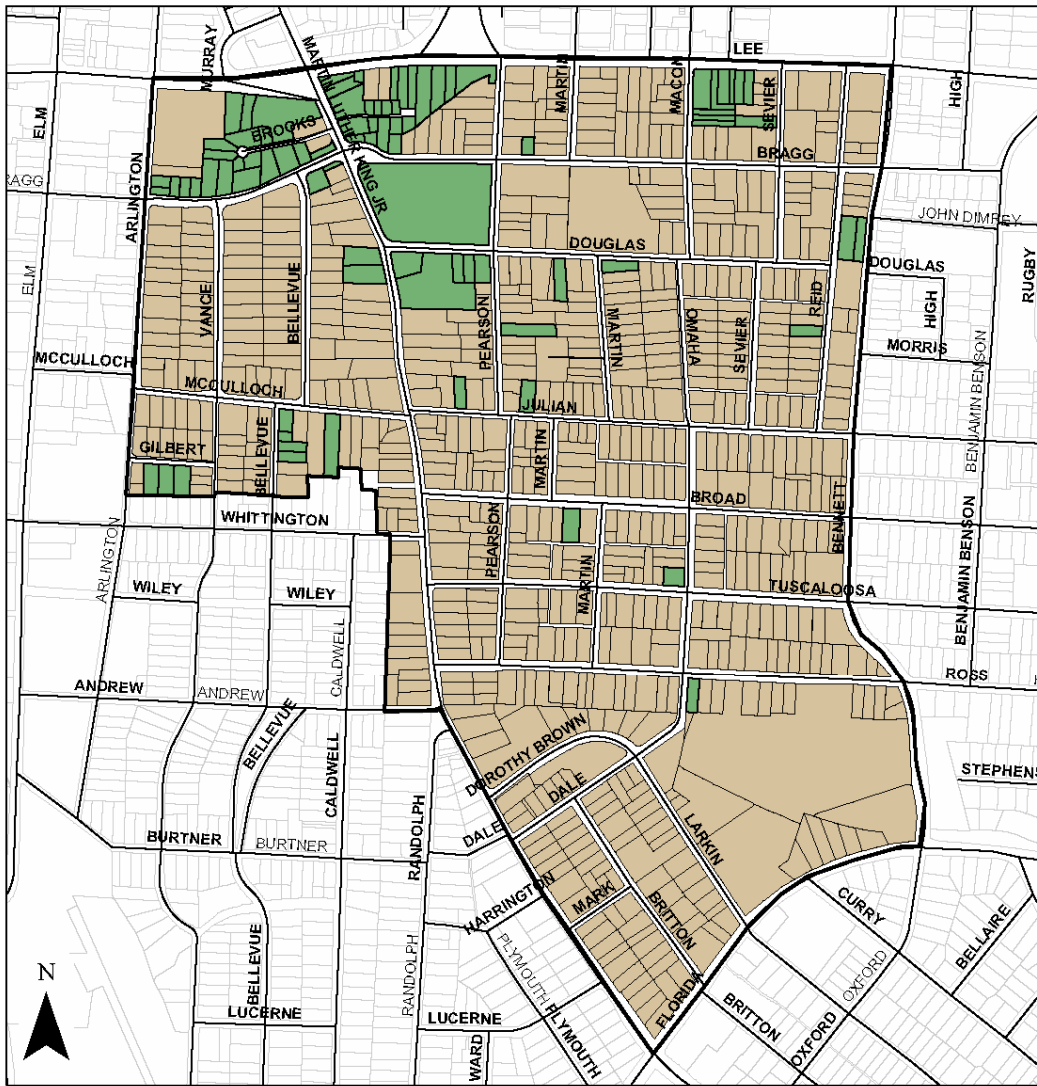 LEE
MURRAY
MARTIN LUTHER KING JR
MARTIN
MACON
SEVIER
HIGH
ELM
BROOKS
BRAGG
RAGG
ARLINGTON
JOHN DIMREY
DOUGLAS
DOUGLAS
RUGBY
ELM
VANCE
BELLEVUE
PEARSON
MARTIN
OMAHA
SEVIER
REID
HIGH
MORRIS
MCCULLOCH
MCCULLOCH
JULIAN
BENJAMIN BENSON
GILBERT
BELLEVUE
MARTIN
BROAD
BENNETT
WHITTINGTON
PEARSON
MARTIN
TUSCALOOSA
ARLINGTON
WILEY
WILEY
CALDWELL
BENJAMIN BENSON
ROSS
ANDREW
ANDREW
BELLEVUE
DOROTHY BROWN
CALDWELL
DALE
STEPHENS
RANDOLPH
DALE
LARKIN
BURTNER
BURTNER
HARRINGTON
MARK
BRITTON
CURRY
BELLAIRE
PLYMOUTH
OXFORD
N
BELLEVUE
RANDOLPH
FLORIDA
LUCERNE
LUCERNE
PLYMOUTH
BRITTON
OXFORD
WARD